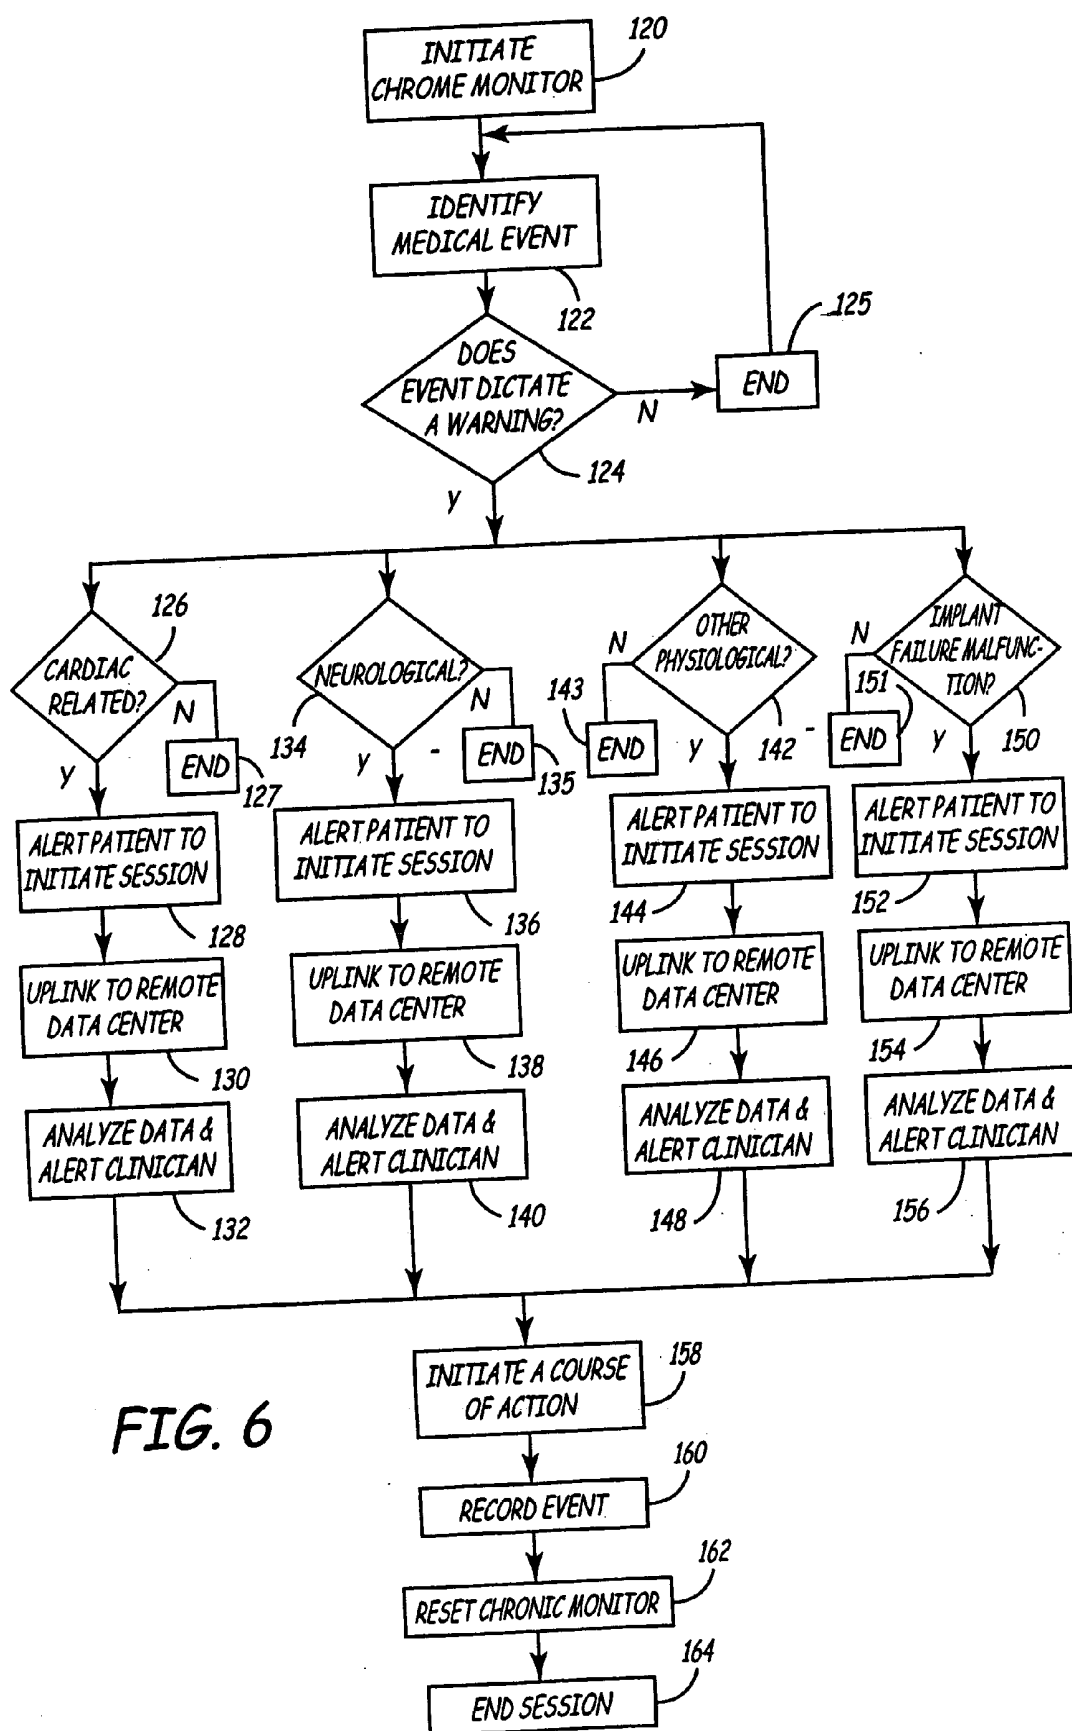 120
INITIATE
CHROME MONITOR
IDENTIFY
MEDICAL EVENT
122
125
DOES
EVENT DICTATE
A WARNING?
N
END
124
Y
126
CARDIAC
RELATED?
N
END
127
Y
ALERT PATIENT TO
INITIATE SESSION
128
UPLINK TO REMOTE
DATA CENTER
130
ANALYZE DATA &
ALERT CLINICIAN
132
NEUROLOGICAL?
134
N
END
135
Y
ALERT PATIENT TO
INITIATE SESSION
136
UPLINK TO REMOTE
DATA CENTER
138
ANALYZE DATA &
ALERT CLINICIAN
140
OTHER
PHYSIOLOGICAL?
N
143
END
142
Y
ALERT PATIENT TO
INITIATE SESSION
144
UPLINK TO REMOTE
DATA CENTER
146
ANALYZE DATA &
ALERT CLINICIAN
148
IMPLANT
FAILURE MALFUNC-
TION?
N
151
END
150
Y
ALERT PATIENT TO
INITIATE SESSION
152
UPLINK TO REMOTE
DATA CENTER
154
ANALYZE DATA &
ALERT CLINICIAN
156
INITIATE A COURSE
OF ACTION
158
FIG. 6
160
RECORD EVENT
162
RESET CHRONIC MONITOR
164
END SESSION